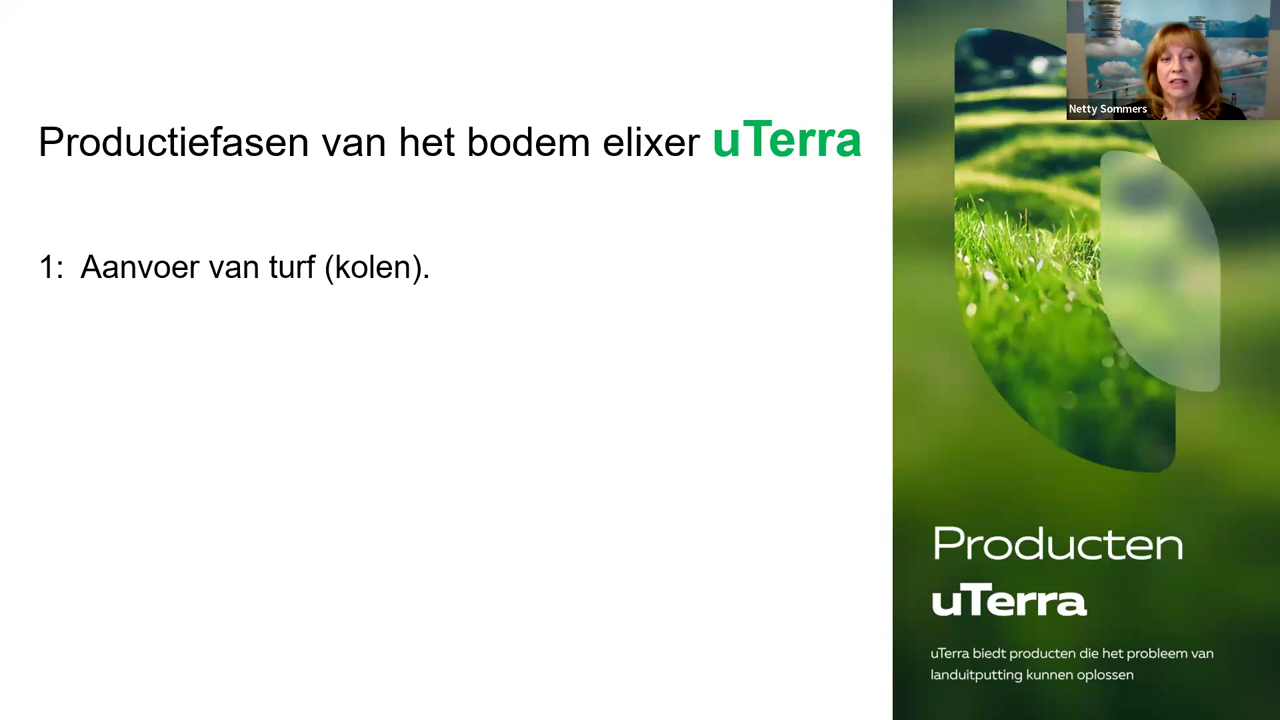 Productiefasen van het bodem elixer uTerra
1: Aanvoer van turf (kolen).
Netty Sommers
Producten
uTerra
uTerra biedt producten die het probleem van
landuitputting kunnen oplossen